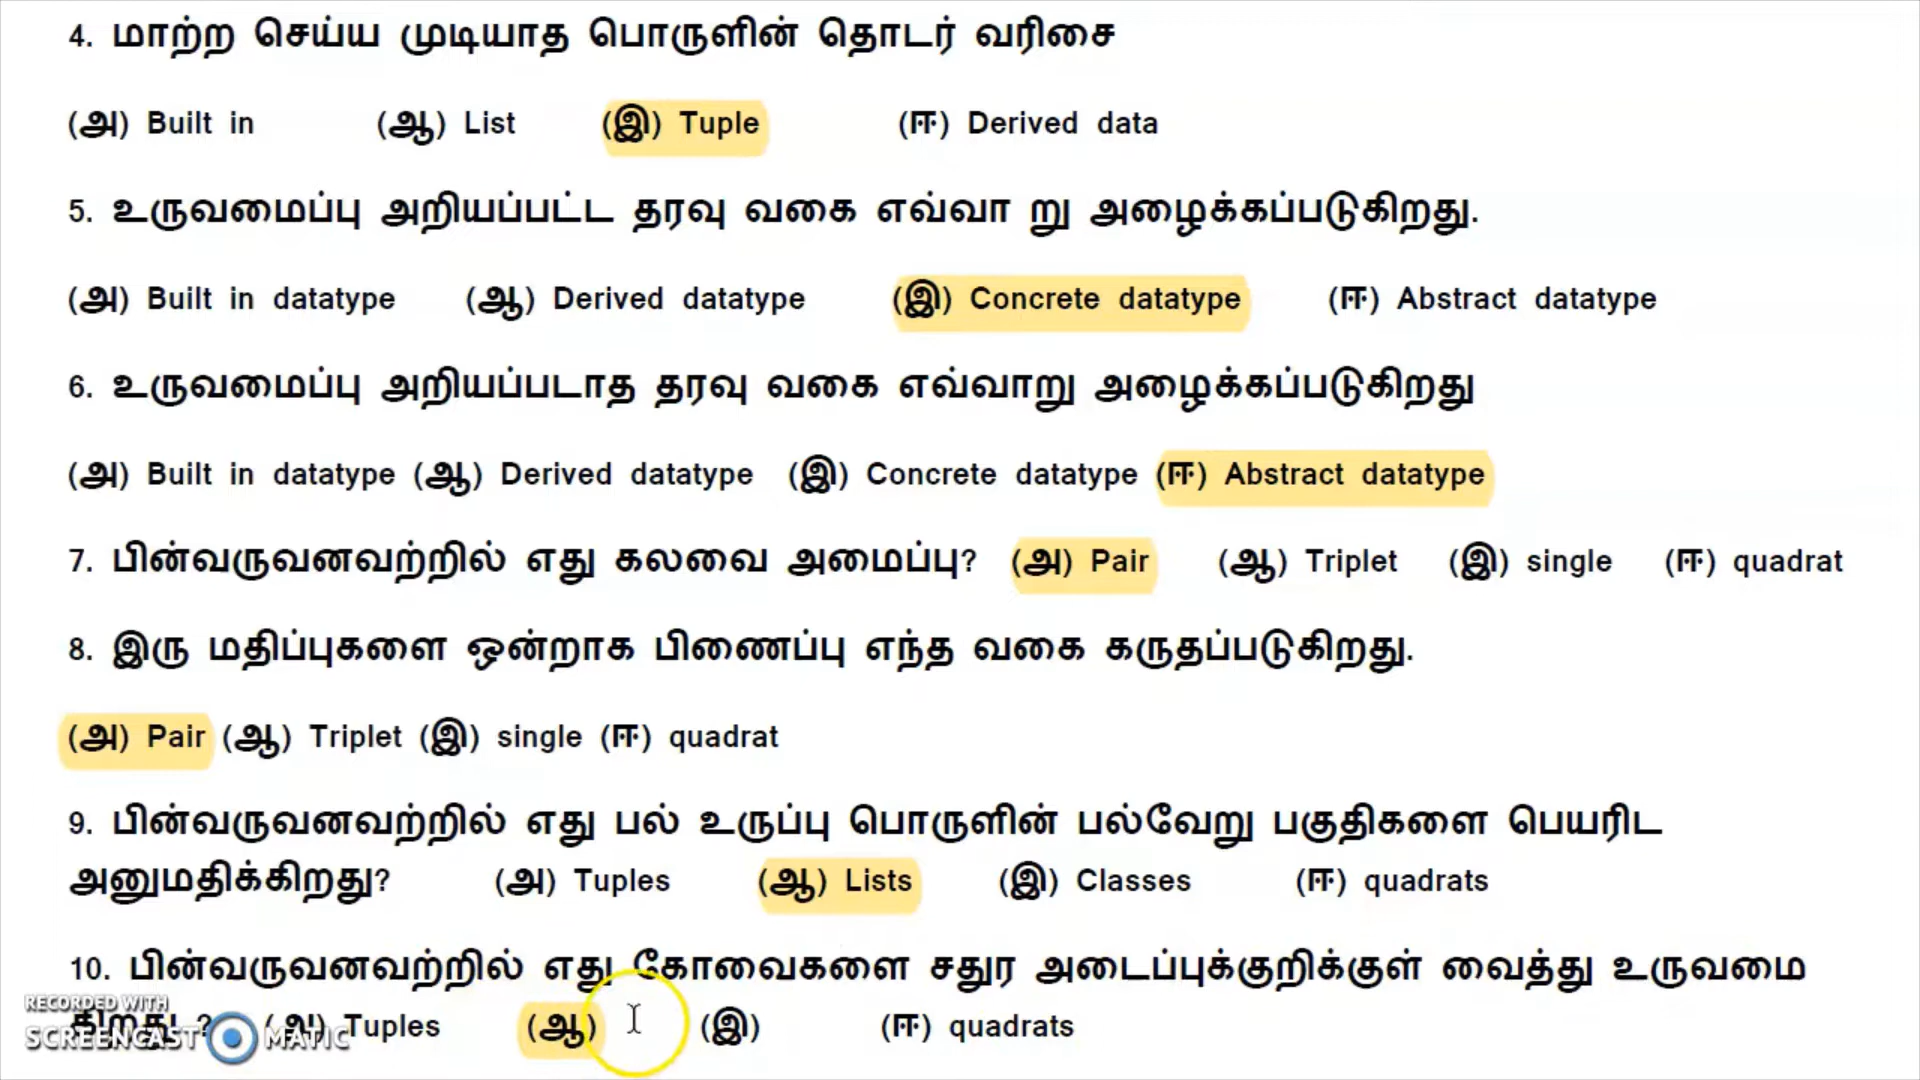 4. மாற்ற செய்ய முடியாத பொருளின் தொடர் வரிசை
(அ) Built in (ஆ) List (இ) Tuple (ஈ) Derived data
5. உருவமைப்பு அறியப்பட்ட தரவு வகை எவ்வா று அழைக்கப்படுகிறது.
(அ) Built in datatype (ஆ) Derived datatype (இ) Concrete datatype (ஈ) Abstract datatype
6. உருவமைப்பு அறியப்படாத தரவு வகை எவ்வாறு அழைக்கப்படுகிறது
(அ) Built in datatype (ஆ) Derived datatype (இ) Concrete datatype (ஈ) Abstract datatype
7. பின்வருவனவற்றில் எது கலவை அமைப்பு? (அ) Pair (ஆ) Triplet (இ) single (ஈ) quadrat
8. இரு மதிப்புகளை ஒன்றாக பிணைப்பு எந்த வகை கருதப்படுகிறது.
(அ) Pair (ஆ) Triplet (இ) single (ஈ) quadrat
9. பின்வருவனவற்றில் எது பல் உருப்பு பொருளின் பல்வேறு பகுதிகளை பெயரிட
அனுமதிக்கிறது? (அ) Tuples (ஆ) Lists (இ) Classes (ஈ) quadrats
10. பின்வருவனவற்றில் எது கோவைகளை சதுர அடைப்புக்குறிக்குள் வைத்து உருவமை
(அ) Tuples (ஆ) (இ) (ஈ) quadrats
RECORDED WITH
SCREENCAST MATIC